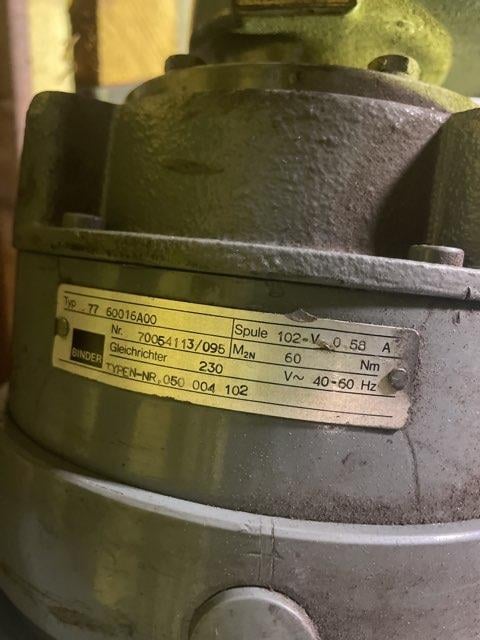 Typ 77 60016A00
Nr. 70054113/095
Spule 102-V 0.58 A
BINDER
Gleichrichter 230 V~ 40-60 Hz
M2N 60 Nm
TYPEN-NR. 050 004 102